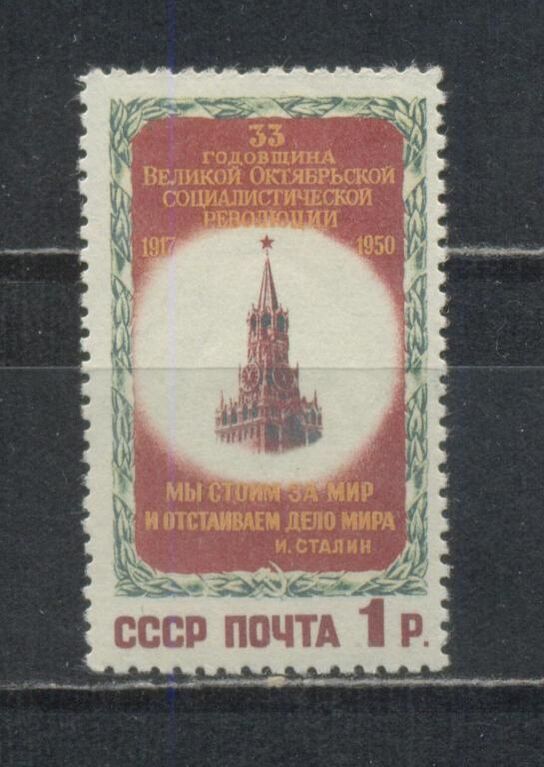 33
ГОДОВЩИНА
ВЕЛИКОЙ ОКТЯБРЬСКОЙ
СОЦИАЛИСТИЧЕСКОЙ
РЕВОЛЮЦИИ
1917 1950
МЫ СТОИМ ЗА МИР
И ОТСТАИВАЕМ ДЕЛО МИРА
И. СТАЛИН
СССР ПОЧТА 1 Р.